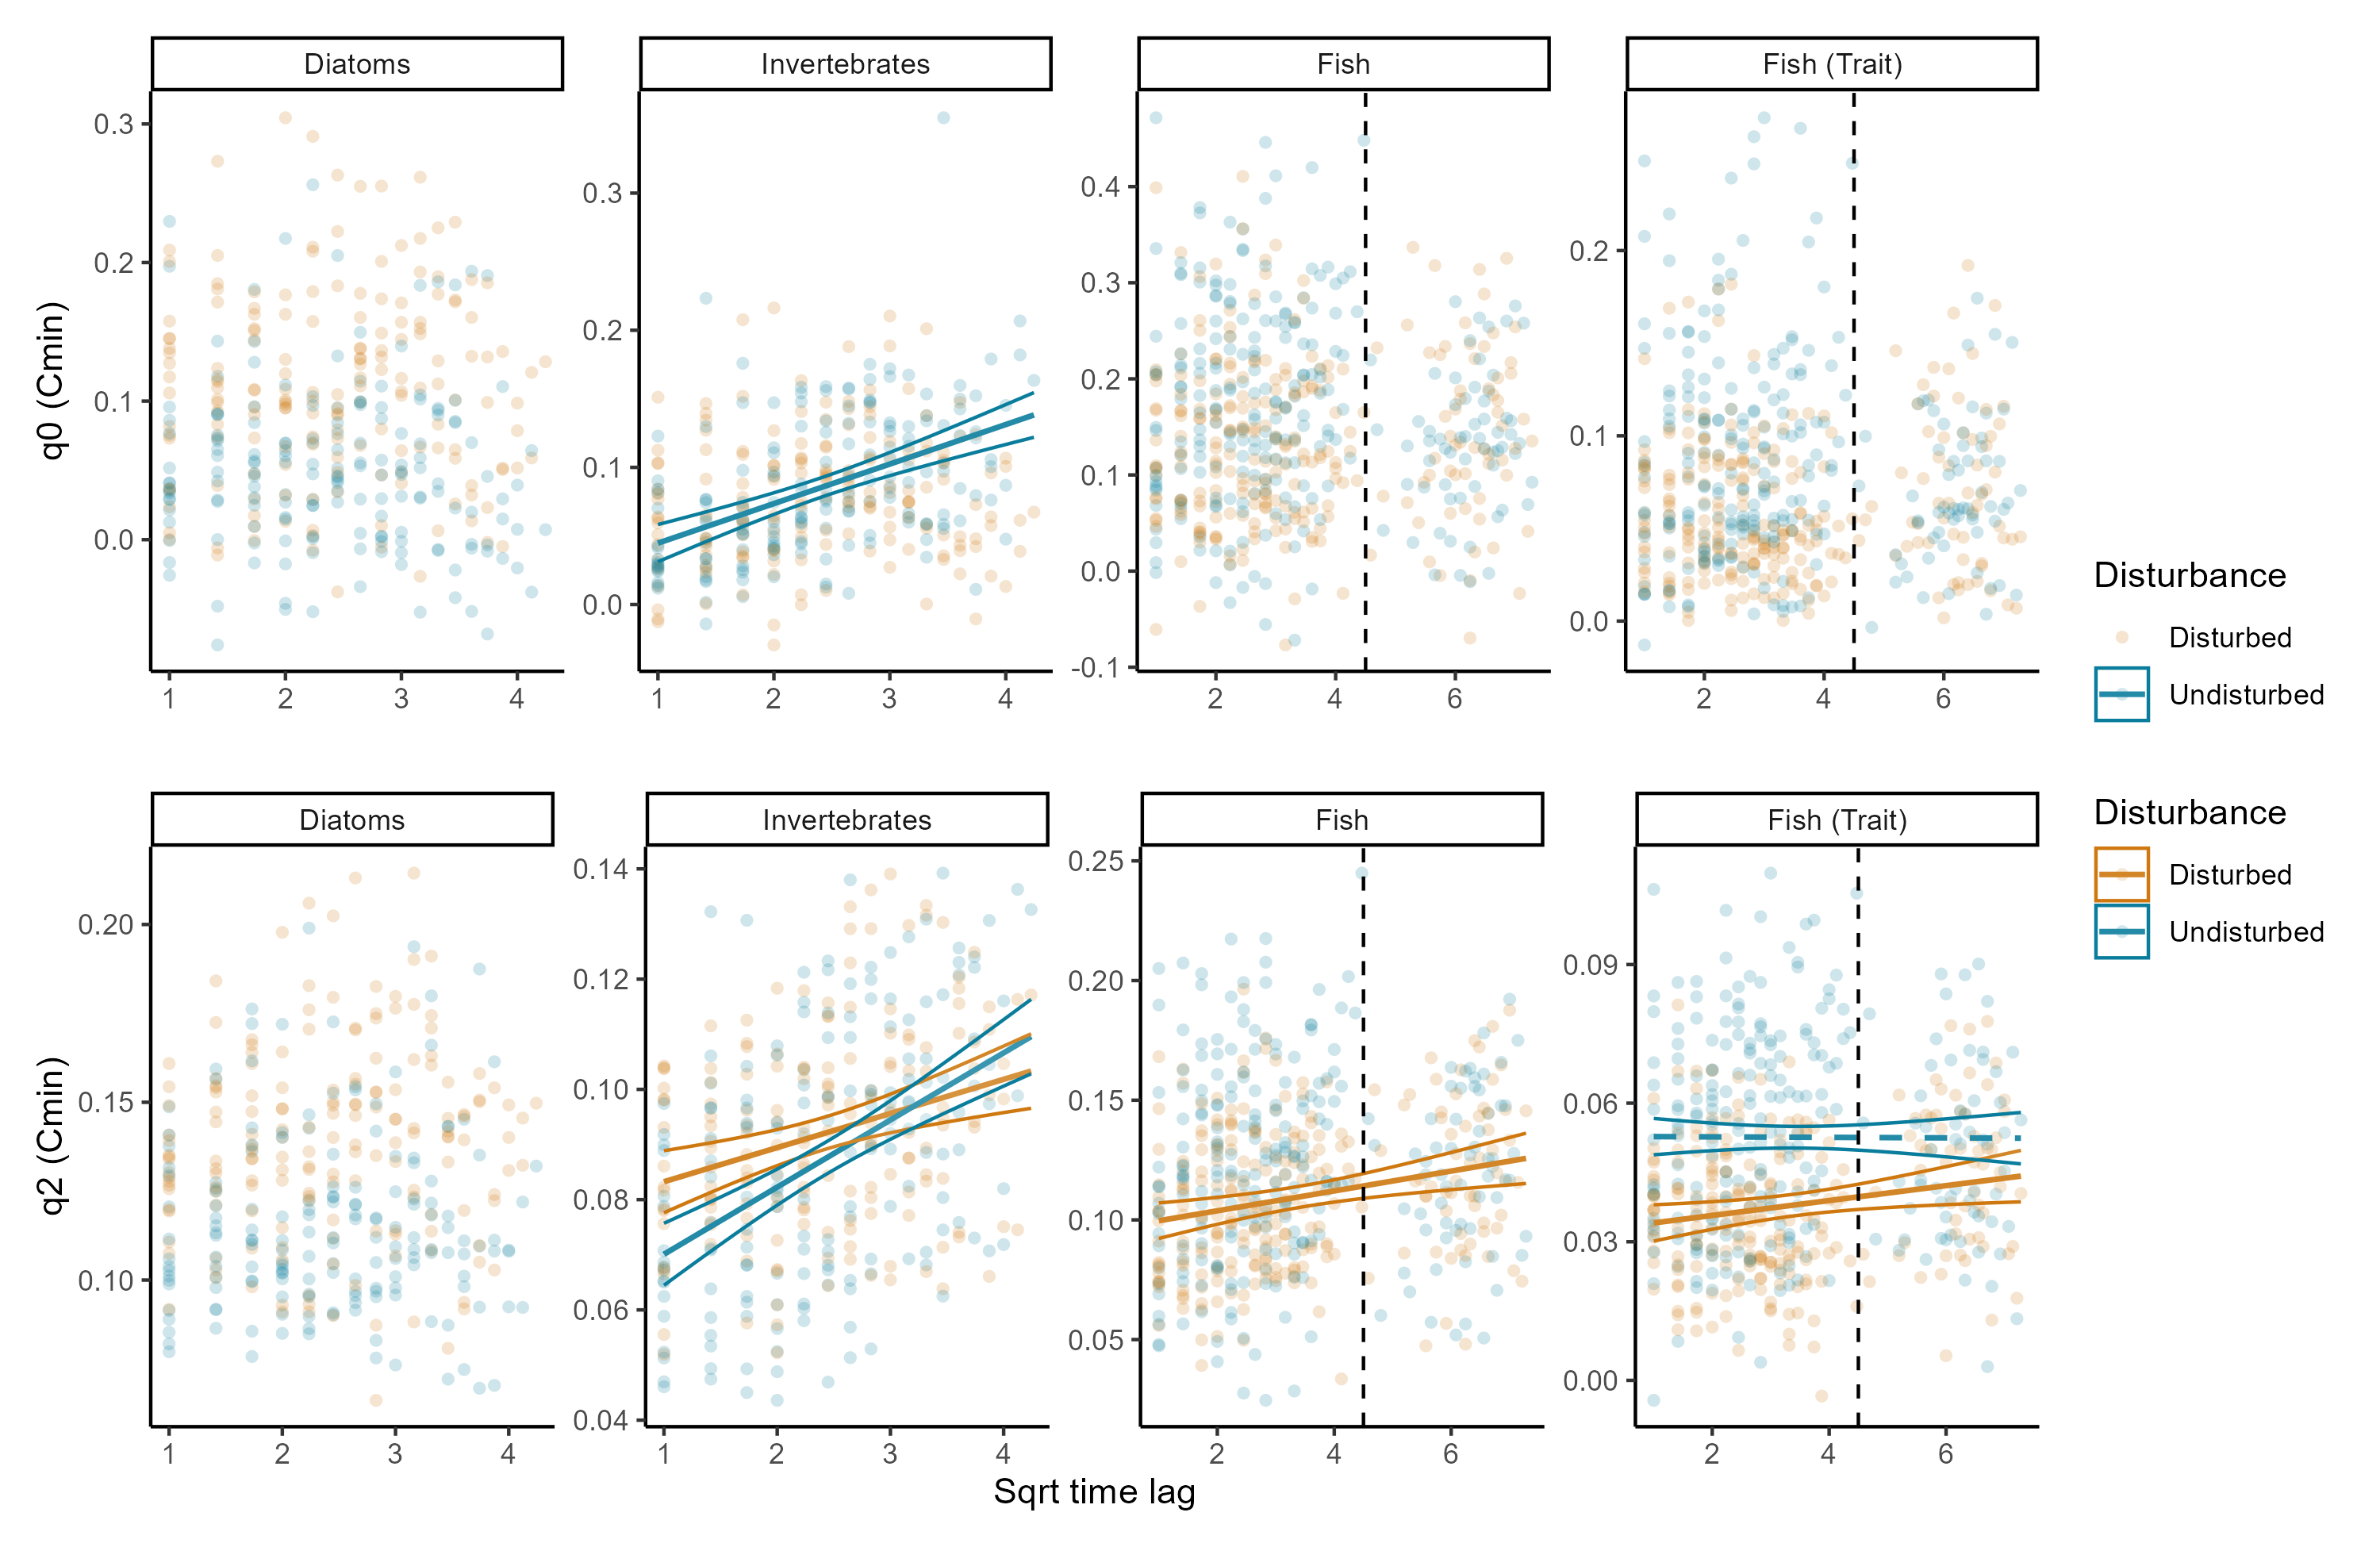 Diatoms Invertebrates Fish Fish (Trait)
q0 (Cmin)
0.3
0.2
0.1
0.0
1 2 3 4
0.3
0.2
0.1
0.0
1 2 3 4
0.4
0.3
0.2
0.1
0.0
-0.1
2 4 6
0.2
0.1
0.0
2 4 6
Disturbance
Disturbed
Undisturbed
Diatoms Invertebrates Fish Fish (Trait)
q2 (Cmin)
0.20
0.15
0.10
1 2 3 4
0.14
0.12
0.10
0.08
0.06
0.04
1 2 3 4
0.25
0.20
0.15
0.10
0.05
2 4 6
0.09
0.06
0.03
0.00
2 4 6
Disturbance
Disturbed
Undisturbed
Sqrt time lag